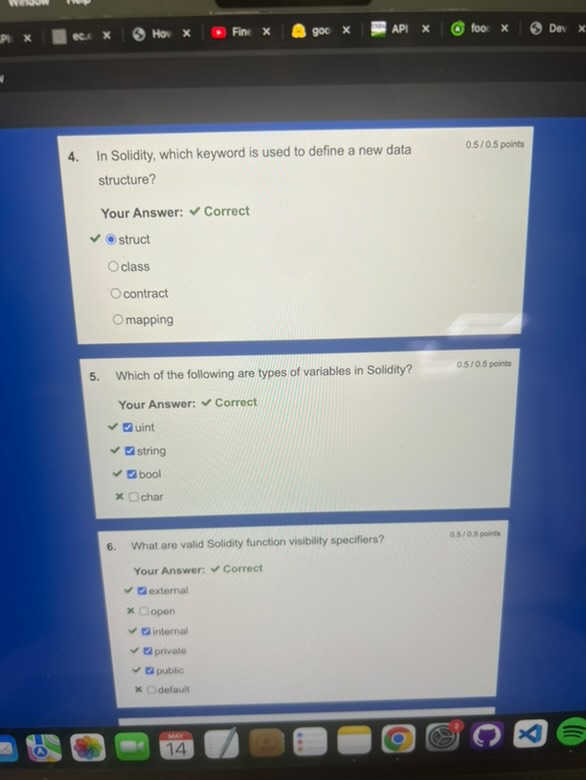 Window Help
ec.
How
Fin
goo
API
foo
Dev
4. In Solidity, which keyword is used to define a new data
structure?
0.5 / 0.5 points
Your Answer: ✔ Correct
struct
class
contract
mapping
5. Which of the following are types of variables in Solidity?
0.5 / 0.5 points
Your Answer: ✔ Correct
uint
string
bool
char
6. What are valid Solidity function visibility specifiers?
0.5 / 0.5 points
Your Answer: ✔ Correct
external
open
internal
private
public
default
MAY
14
2